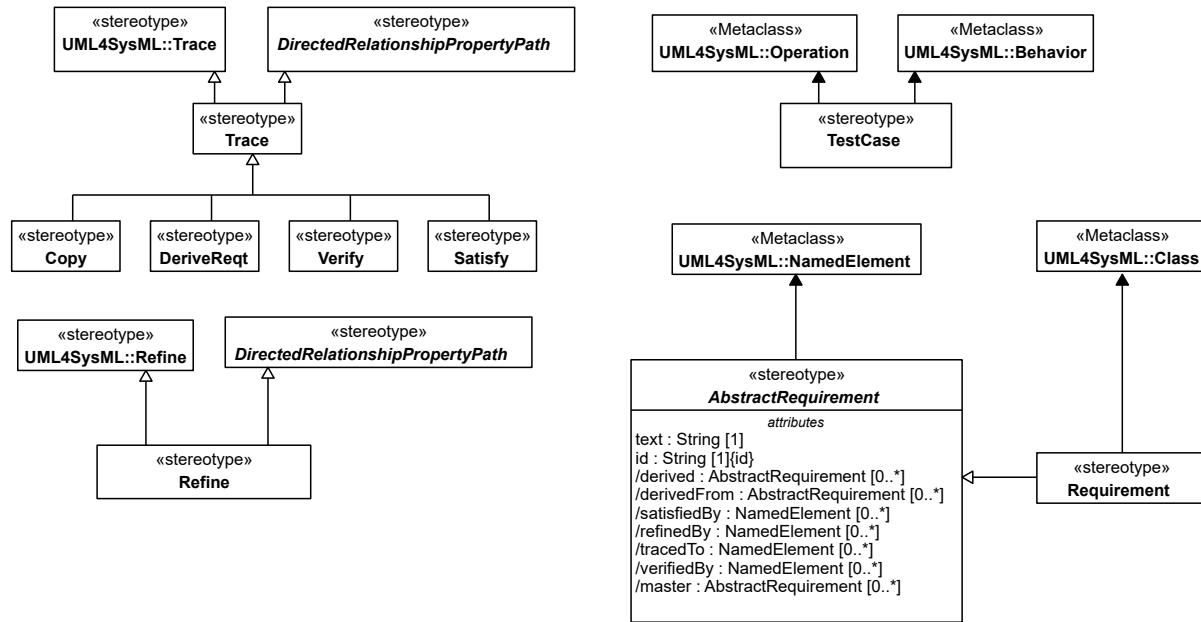 «stereotype»
UML4SysML::Trace
«stereotype»
DirectedRelationshipPropertyPath
«stereotype»
Trace
«stereotype»
Copy
«stereotype»
DeriveReqt
«stereotype»
Verify
«stereotype»
Satisfy
«stereotype»
UML4SysML::Refine
«stereotype»
DirectedRelationshipPropertyPath
«stereotype»
Refine
«Metaclass»
UML4SysML::Operation
«Metaclass»
UML4SysML::Behavior
«stereotype»
TestCase
«Metaclass»
UML4SysML::NamedElement
«Metaclass»
UML4SysML::Class
«stereotype»
AbstractRequirement
attributes
text : String [1]
id : String [1]{id}
/derived : AbstractRequirement [0..*]
/derivedFrom : AbstractRequirement [0..*]
/satisfiedBy : NamedElement [0..*]
/refinedBy : NamedElement [0..*]
/tracedTo : NamedElement [0..*]
/verifiedBy : NamedElement [0..*]
/master : AbstractRequirement [0..*]
«stereotype»
Requirement